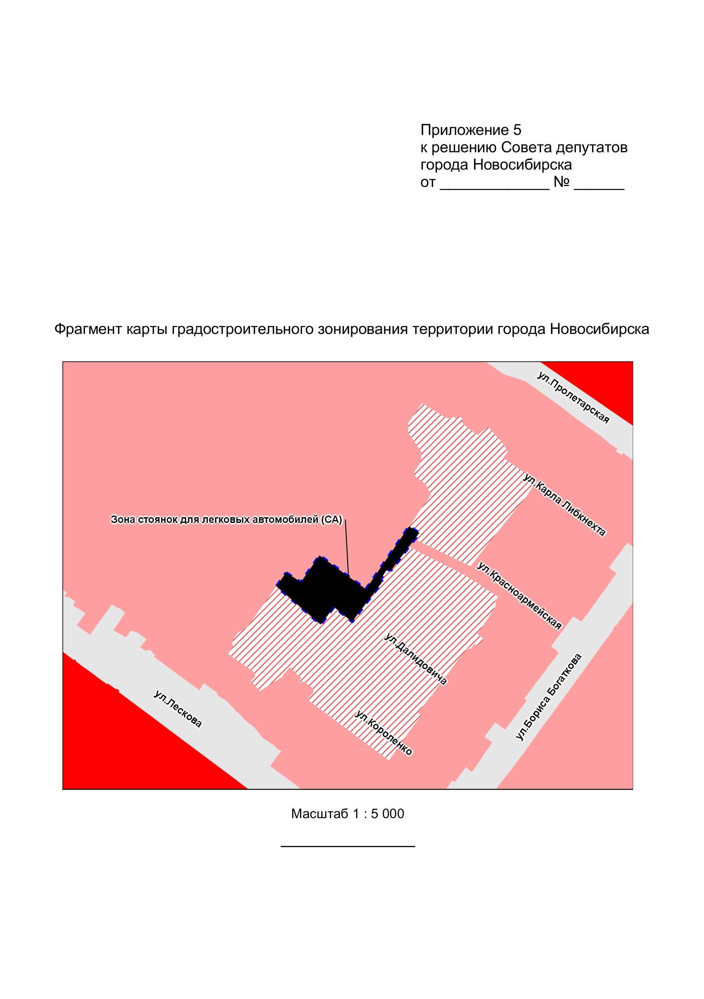 Приложение 5
к решению Совета депутатов
города Новосибирска
от _____________ № ______
Фрагмент карты градостроительного зонирования территории города Новосибирска
ул.Пролетарская
ул.Карла Либкнехта
Зона стоянок для легковых автомобилей (СА)
ул.Красноармейская
ул.Далидовича
ул.Бориса Богаткова
ул.Лескова
ул.Короленко
Масштаб 1 : 5 000